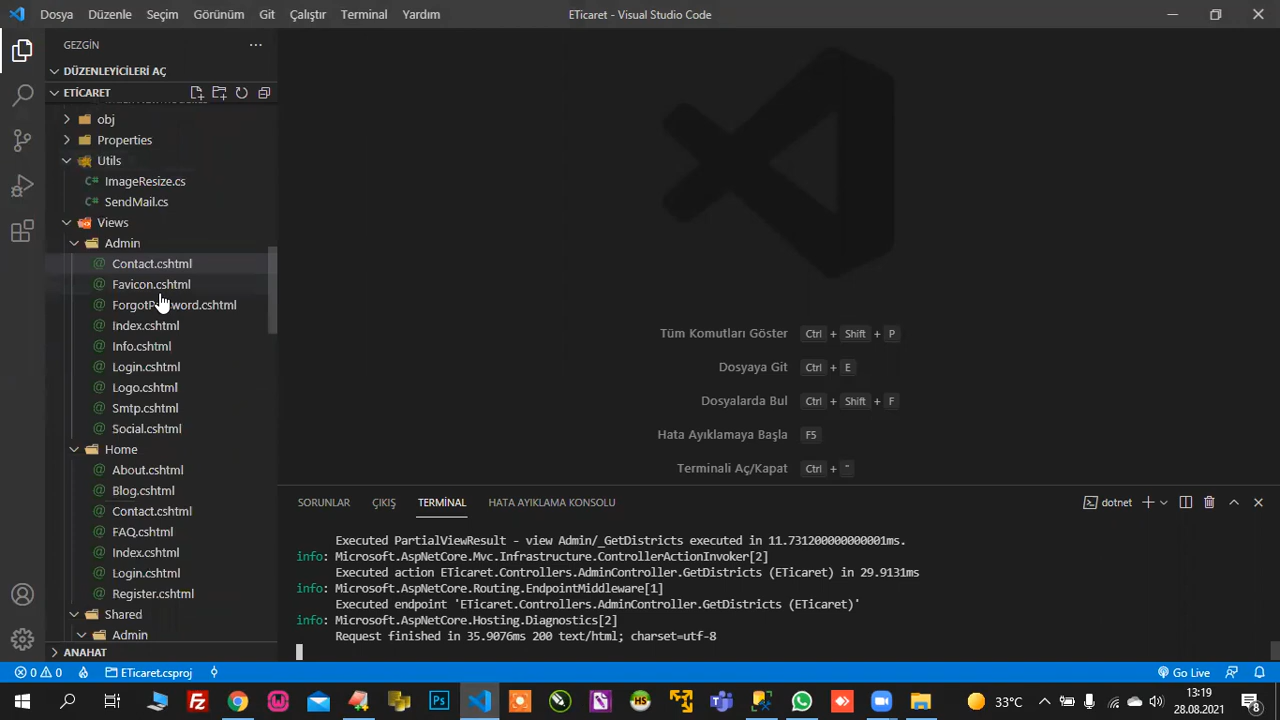 Dosya Düzenle Seçim Görünüm Git Çalıştır Terminal Yardım ETicaret - Visual Studio Code
GEZGİN
DÜZENLEYİCİLERİ AÇ
ETİCARET
obj
Properties
Utils
ImageResize.cs
SendMail.cs
Views
Admin
Contact.cshtml
Favicon.cshtml
ForgotPassword.cshtml
Index.cshtml
Info.cshtml
Login.cshtml
Logo.cshtml
Smtp.cshtml
Social.cshtml
Home
About.cshtml
Blog.cshtml
Contact.cshtml
FAQ.cshtml
Index.cshtml
Login.cshtml
Register.cshtml
Shared
Admin
ANAHAT
Tüm Komutları Göster Ctrl + Shift + P
Dosyaya Git Ctrl + E
Dosyalarda Bul Ctrl + Shift + F
Hata Ayıklamaya Başla F5
Terminali Aç/Kapat Ctrl + "
SORUNLAR ÇIKIŞ TERMİNAL HATA AYIKLAMA KONSOLU dotnet
Executed PartialViewResult - view Admin/_GetDistricts executed in 11.731200000000001ms.
info: Microsoft.AspNetCore.Mvc.Infrastructure.ControllerActionInvoker[2]
Executed action ETicaret.Controllers.AdminController.GetDistricts (ETicaret) in 29.9131ms
info: Microsoft.AspNetCore.Routing.EndpointMiddleware[1]
Executed endpoint 'ETicaret.Controllers.AdminController.GetDistricts (ETicaret)'
info: Microsoft.AspNetCore.Hosting.Diagnostics[2]
Request finished in 35.9076ms 200 text/html; charset=utf-8
0 0 ETicaret.csproj Go Live
33°C 13:19
28.08.2021 8